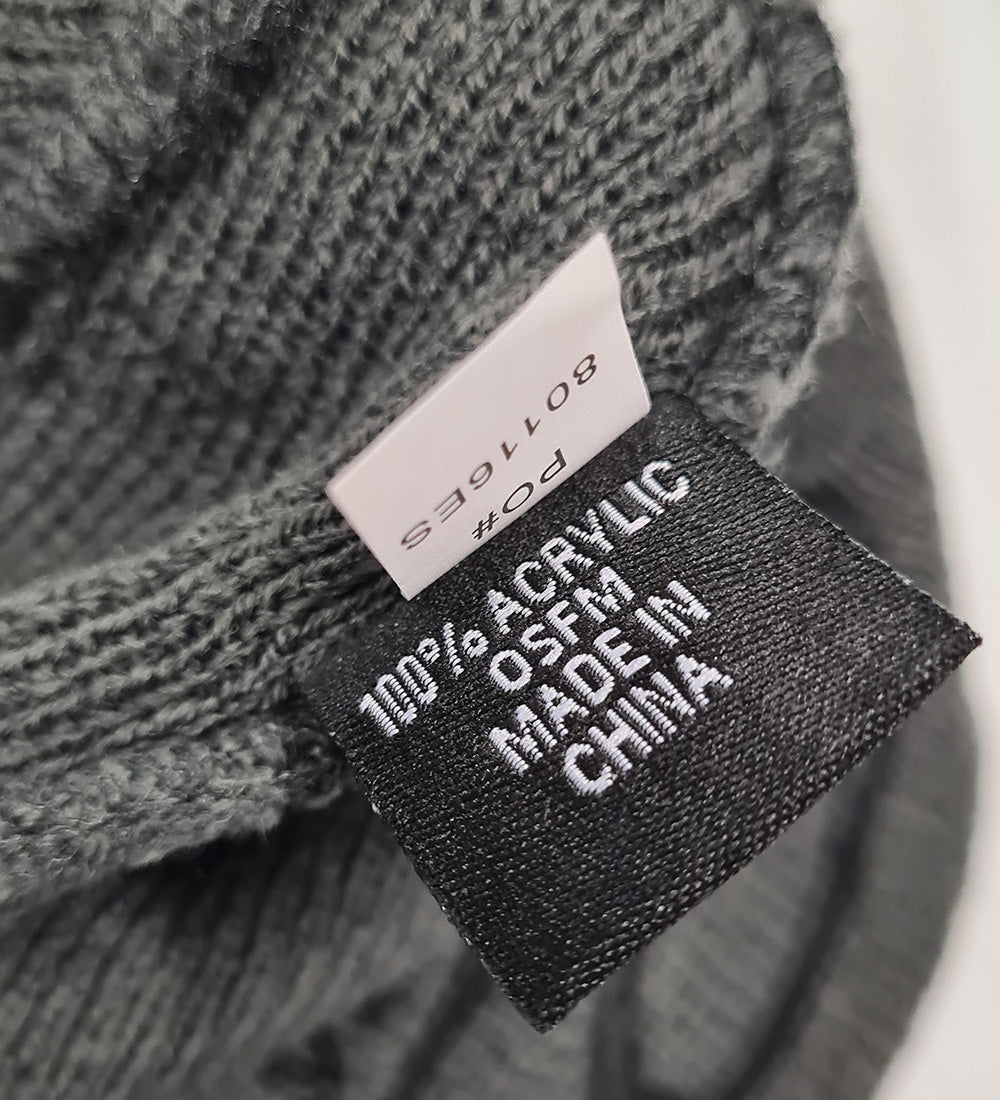 PO#
80116ES
100% ACRYLIC
OSFM
MADE IN
CHINA